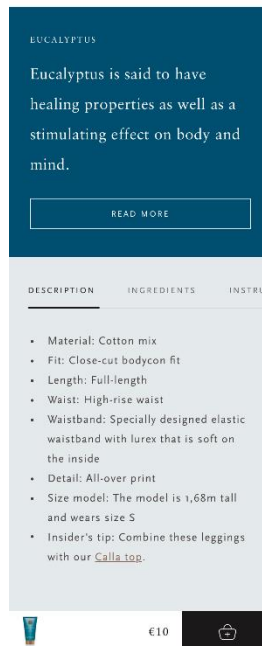 EUCALYPTUS
Eucalyptus is said to have
healing properties as well as a
stimulating effect on body and
mind.
READ MORE
DESCRIPTION INGREDIENTS INSTRU
• Material: Cotton mix
• Fit: Close-cut bodycon fit
• Length: Full-length
• Waist: High-rise waist
• Waistband: Specially designed elastic
waistband with lurex that is soft on
the inside
• Detail: All-over print
• Size model: The model is 1,68m tall
and wears size S
• Insider's tip: Combine these leggings
with our Calla top.
€10